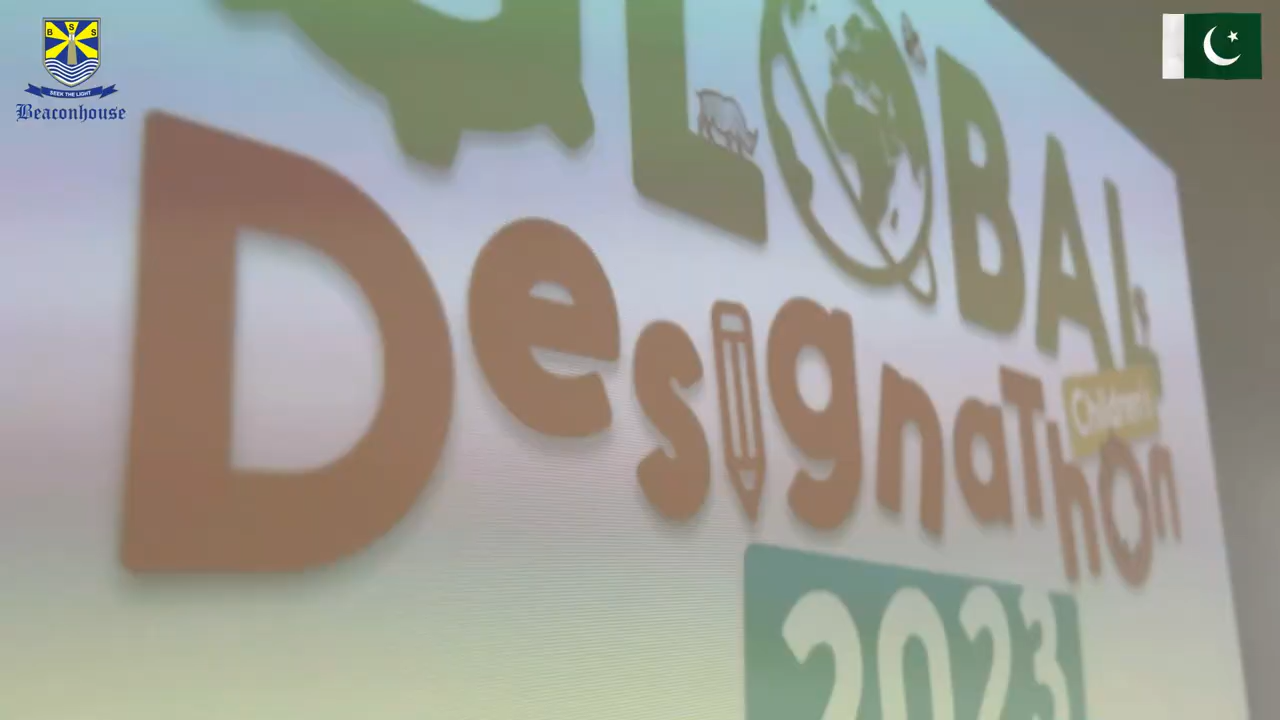 B S S
SEEK THE LIGHT
Beaconhouse
GLOBAL
Children's
Designathon
2023